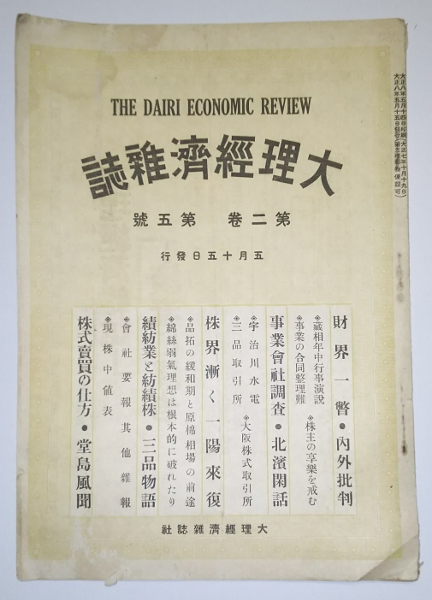 THE DAIRI ECONOMIC REVIEW
大理經濟雜誌
第二卷 第五號
五月十五日發行
財界一瞥・內外批判
藏相年中行事演說 株主の享樂を戒む
事業の合同整理難
事業會社調查・北濱閑話
宇治川水電 大阪株式取引所
三品取引所
株界漸く一陽來復
品拓の緩和期と原棉相場の前途
綿絲弱氣理想は根本的に破れたり
績紡業と紡績株・三品物語
會社要報其他雜報
現株中値表
株式賣買の仕方・堂島風聞
大理經濟雜誌社